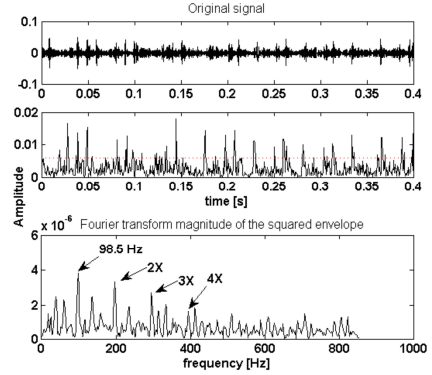 Original signal
0.1
0
-0.1
0 0.05 0.1 0.15 0.2 0.25 0.3 0.35 0.4
0.02
0.01
0
0 0.05 0.1 0.15 0.2 0.25 0.3 0.35 0.4
time [s]
Amplitude
x 10⁻⁶ Fourier transform magnitude of the squared envelope
6
4
2
0
98.5 Hz
2X
3X
4X
0 200 400 600 800 1000
frequency [Hz]